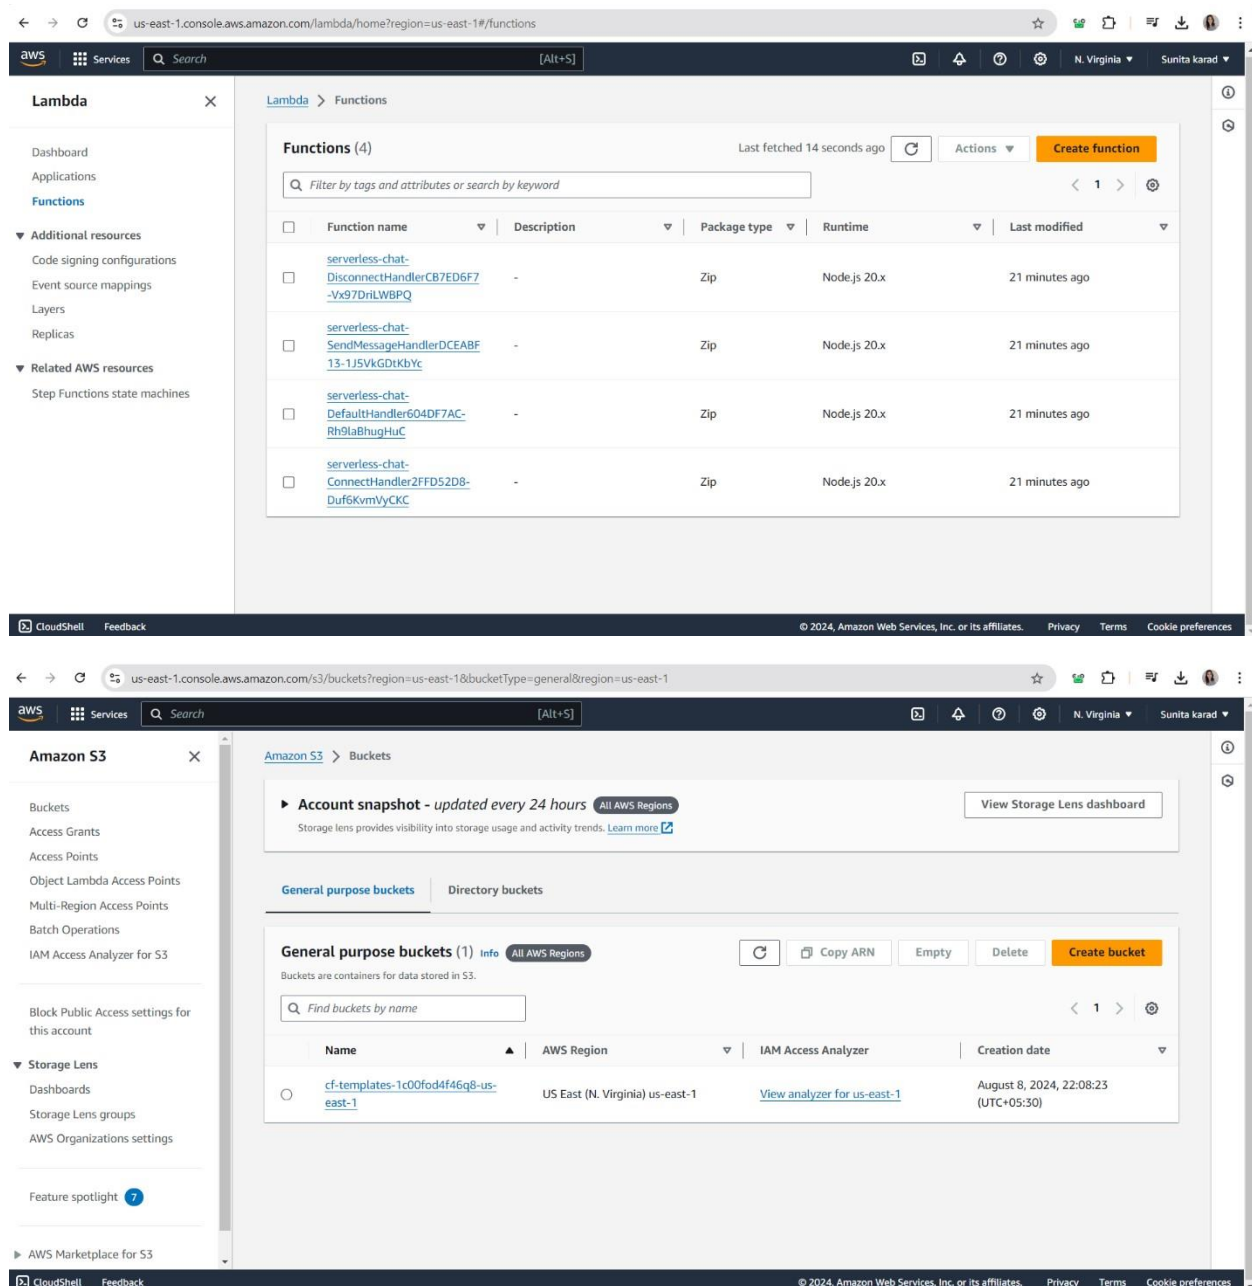 us-east-1.console.aws.amazon.com/lambda/home?region=us-east-1#/functions
aws Services Search [Alt+S] N. Virginia Sunita karad
Lambda
Dashboard
Applications
Functions
Additional resources
Code signing configurations
Event source mappings
Layers
Replicas
Related AWS resources
Step Functions state machines
Lambda > Functions
Functions (4) Last fetched 14 seconds ago Actions Create function
Filter by tags and attributes or search by keyword 1
Function name Description Package type Runtime Last modified
serverless-chat-
DisconnectHandlerCB7ED6F7 - Zip Node.js 20.x 21 minutes ago
-Vx97DriLWBPQ
serverless-chat-
SendMessageHandlerDCEABF - Zip Node.js 20.x 21 minutes ago
13-1J5VkGDtKbYc
serverless-chat-
DefaultHandler604DF7AC- - Zip Node.js 20.x 21 minutes ago
Rh9laBhugHuC
serverless-chat-
ConnectHandler2FFD52D8- - Zip Node.js 20.x 21 minutes ago
Duf6KvmVyCKC
CloudShell Feedback © 2024, Amazon Web Services, Inc. or its affiliates. Privacy Terms Cookie preferences
us-east-1.console.aws.amazon.com/s3/buckets?region=us-east-1&bucketType=general&region=us-east-1
aws Services Search [Alt+S] N. Virginia Sunita karad
Amazon S3
Buckets
Access Grants
Access Points
Object Lambda Access Points
Multi-Region Access Points
Batch Operations
IAM Access Analyzer for S3
Block Public Access settings for
this account
Storage Lens
Dashboards
Storage Lens groups
AWS Organizations settings
Feature spotlight 7
AWS Marketplace for S3
Amazon S3 > Buckets
Account snapshot - updated every 24 hours All AWS Regions View Storage Lens dashboard
Storage lens provides visibility into storage usage and activity trends. Learn more
General purpose buckets Directory buckets
General purpose buckets (1) Info All AWS Regions Copy ARN Empty Delete Create bucket
Buckets are containers for data stored in S3.
Find buckets by name 1
Name AWS Region IAM Access Analyzer Creation date
cf-templates-1c00fod4f46q8-us- US East (N. Virginia) us-east-1 View analyzer for us-east-1 August 8, 2024, 22:08:23
east-1 (UTC+05:30)
CloudShell Feedback © 2024, Amazon Web Services, Inc. or its affiliates. Privacy Terms Cookie preferences